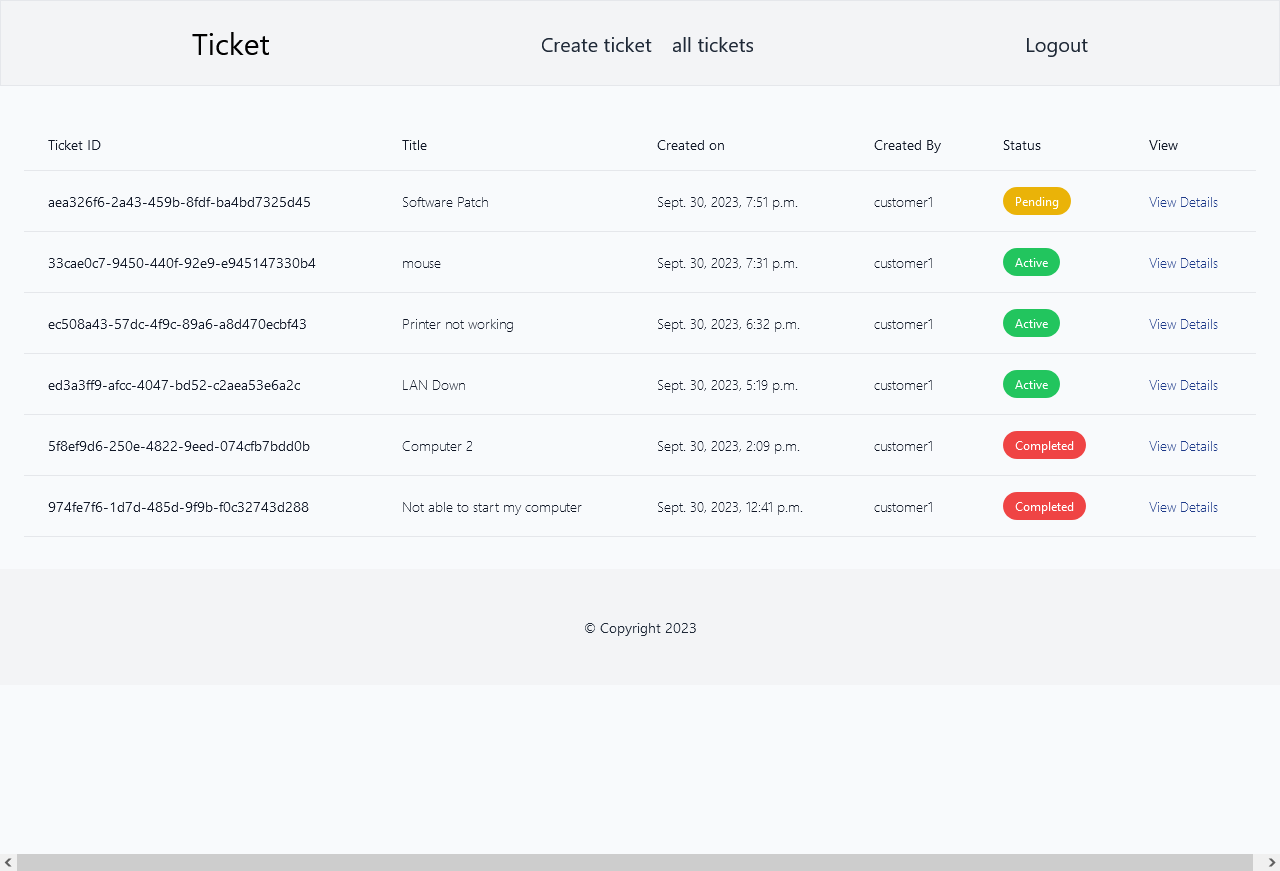 Ticket Create ticket all tickets Logout
Ticket ID Title Created on Created By Status View
aea326f6-2a43-459b-8fdf-ba4bd7325d45 Software Patch Sept. 30, 2023, 7:51 p.m. customer1 Pending View Details
33cae0c7-9450-440f-92e9-e945147330b4 mouse Sept. 30, 2023, 7:31 p.m. customer1 Active View Details
ec508a43-57dc-4f9c-89a6-a8d470ecbf43 Printer not working Sept. 30, 2023, 6:32 p.m. customer1 Active View Details
ed3a3ff9-afcc-4047-bd52-c2aea53e6a2c LAN Down Sept. 30, 2023, 5:19 p.m. customer1 Active View Details
5f8ef9d6-250e-4822-9eed-074cfb7bdd0b Computer 2 Sept. 30, 2023, 2:09 p.m. customer1 Completed View Details
974fe7f6-1d7d-485d-9f9b-f0c32743d288 Not able to start my computer Sept. 30, 2023, 12:41 p.m. customer1 Completed View Details
© Copyright 2023